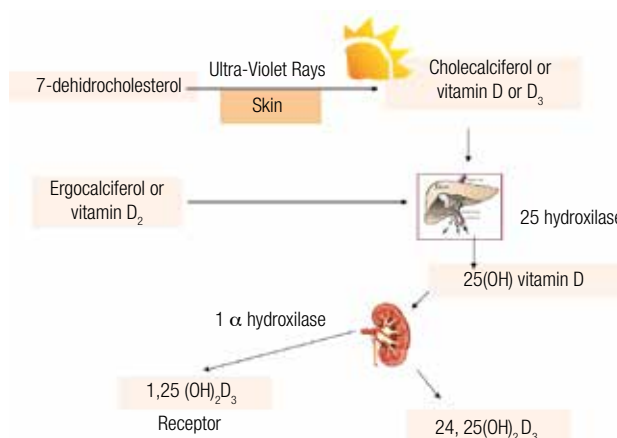 Ultra-Violet Rays
7-dehidrocholesterol
Skin
Cholecalciferol or
vitamin D or D₃
Ergocalciferol or
vitamin D₂
25 hydroxilase
25(OH) vitamin D
1 α hydroxilase
1,25 (OH)₂D₃
Receptor
24, 25(OH)₂D₃